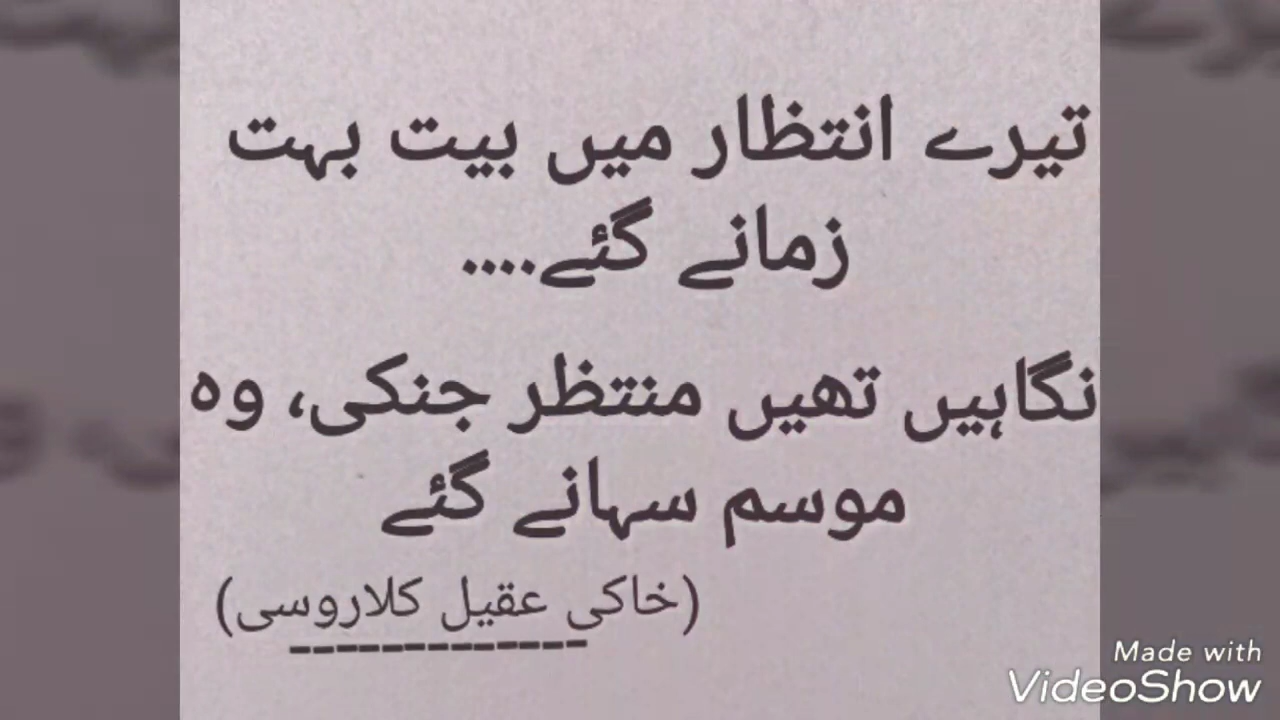 تیرے انتظار میں بیت بہت
زمانے گئے....
نگاہیں تھیں منتظر جنکی، وہ
موسم سہانے گئے
(خاکی عقیل کلاروسی)
-------------
Made with
VideoShow